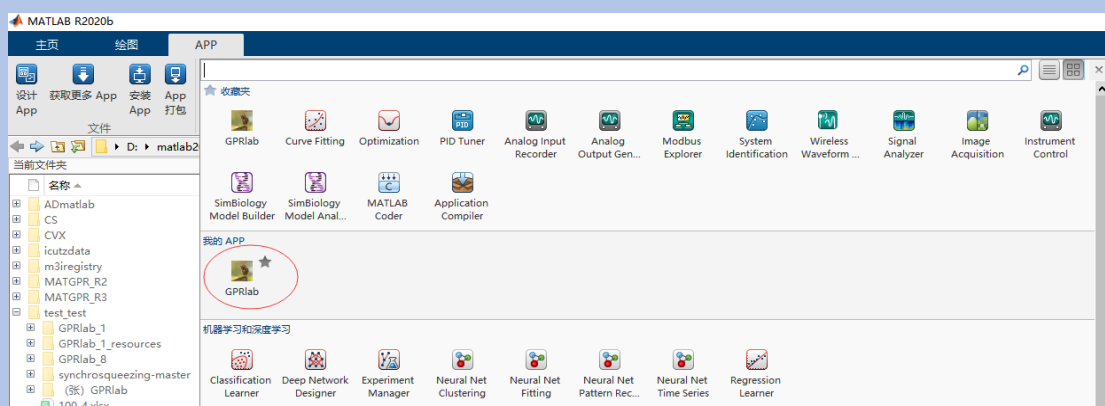 MATLAB R2020b
主页 绘图 APP
设计 App
获取更多 App
安装 App
App 打包
文件
D: matlab2
当前文件夹
名称
ADmatlab
CS
CVX
icutzdata
m3iregistry
MATGPR_R2
MATGPR_R3
test_test
GPRlab_1
GPRlab_1_resources
GPRlab_8
synchrosqueezing-master
（张）GPRlab
100_4.xlsx
收藏夹
GPRlab
Curve Fitting
Optimization
PID Tuner
Analog Input Recorder
Analog Output Gen...
Modbus Explorer
System Identification
Wireless Waveform ...
Signal Analyzer
Image Acquisition
Instrument Control
SimBiology Model Builder
SimBiology Model Anal...
MATLAB Coder
Application Compiler
我的 APP
GPRlab
机器学习和深度学习
Classification Learner
Deep Network Designer
Experiment Manager
Neural Net Clustering
Neural Net Fitting
Neural Net Pattern Rec...
Neural Net Time Series
Regression Learner